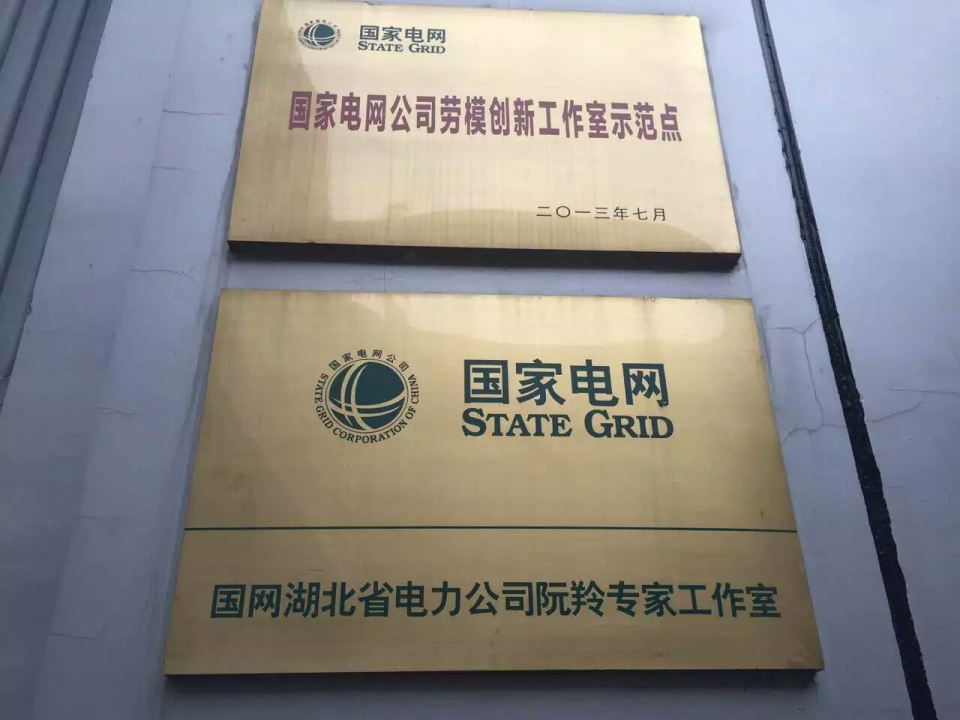 国家电网
STATE GRID
国家电网公司劳模创新工作室示范点
二〇一三年七月
国家电网公司
STATE GRID CORPORATION OF CHINA
国家电网
STATE GRID
国网湖北省电力公司阮羚专家工作室